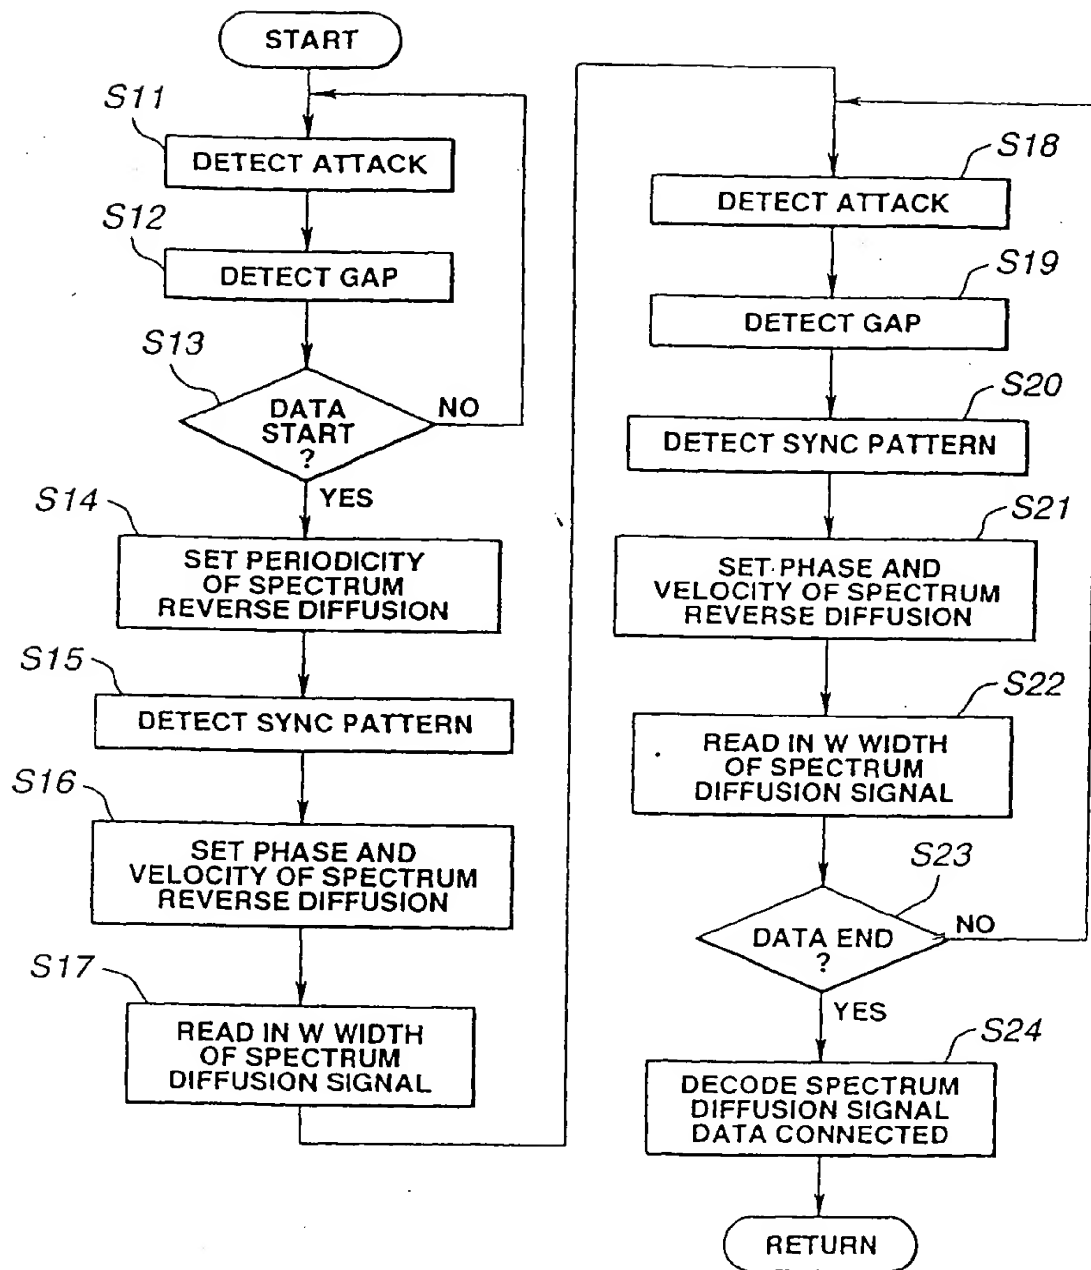 START
S11
DETECT ATTACK
S12
DETECT GAP
S13
DATA
START
?
NO
YES
S14
SET PERIODICITY
OF SPECTRUM
REVERSE DIFFUSION
S15
DETECT SYNC PATTERN
S16
SET PHASE AND
VELOCITY OF SPECTRUM
REVERSE DIFFUSION
S17
READ IN W WIDTH
OF SPECTRUM
DIFFUSION SIGNAL
S18
DETECT ATTACK
S19
DETECT GAP
S20
DETECT SYNC PATTERN
S21
SET PHASE AND
VELOCITY OF SPECTRUM
REVERSE DIFFUSION
S22
READ IN W WIDTH
OF SPECTRUM
DIFFUSION SIGNAL
S23
DATA END
?
NO
YES
S24
DECODE SPECTRUM
DIFFUSION SIGNAL
DATA CONNECTED
RETURN